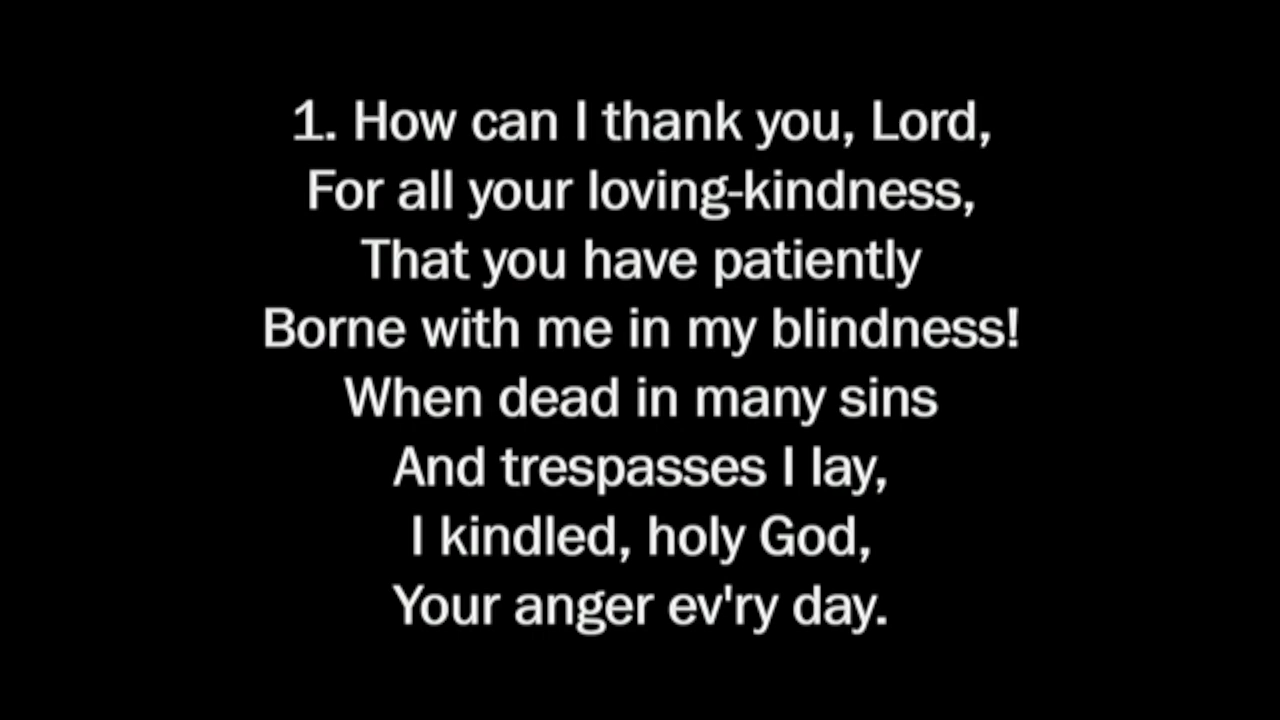 1. How can I thank you, Lord,
For all your loving-kindness,
That you have patiently
Borne with me in my blindness!
When dead in many sins
And trespasses I lay,
I kindled, holy God,
Your anger ev'ry day.